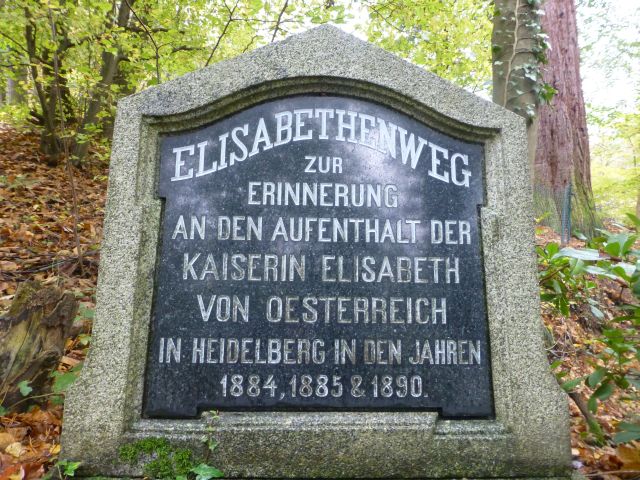 ELISABETHENWEG
ZUR
ERINNERUNG
AN DEN AUFENTHALT DER
KAISERIN ELISABETH
VON OESTERREICH
IN HEIDELBERG IN DEN JAHREN
1884, 1885 & 1890.